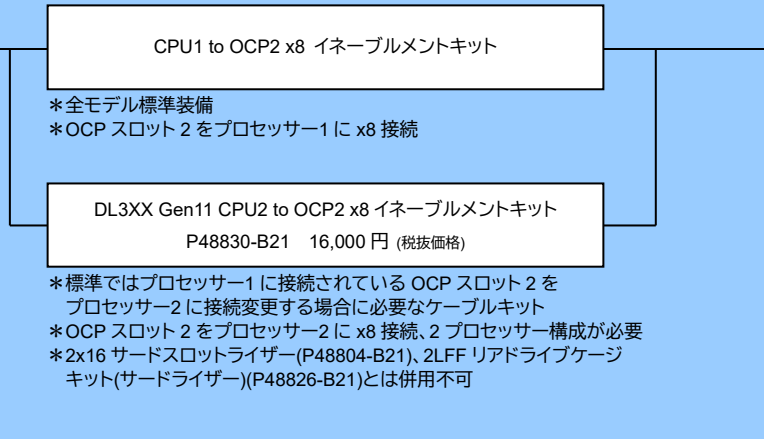 CPU1 to OCP2 x8 イネーブルメントキット
＊全モデル標準装備
＊OCP スロット 2 をプロセッサー1 に x8 接続
DL3XX Gen11 CPU2 to OCP2 x8 イネーブルメントキット
P48830-B21　16,000 円 (税抜価格)
＊標準ではプロセッサー1 に接続されている OCP スロット 2 を
プロセッサー2 に接続変更する場合に必要なケーブルキット
＊OCP スロット 2 をプロセッサー2 に x8 接続、2 プロセッサー構成が必要
＊2x16 サードスロットライザー(P48804-B21)、2LFF リアドライブケージ
キット(サードライザー)(P48826-B21)とは併用不可